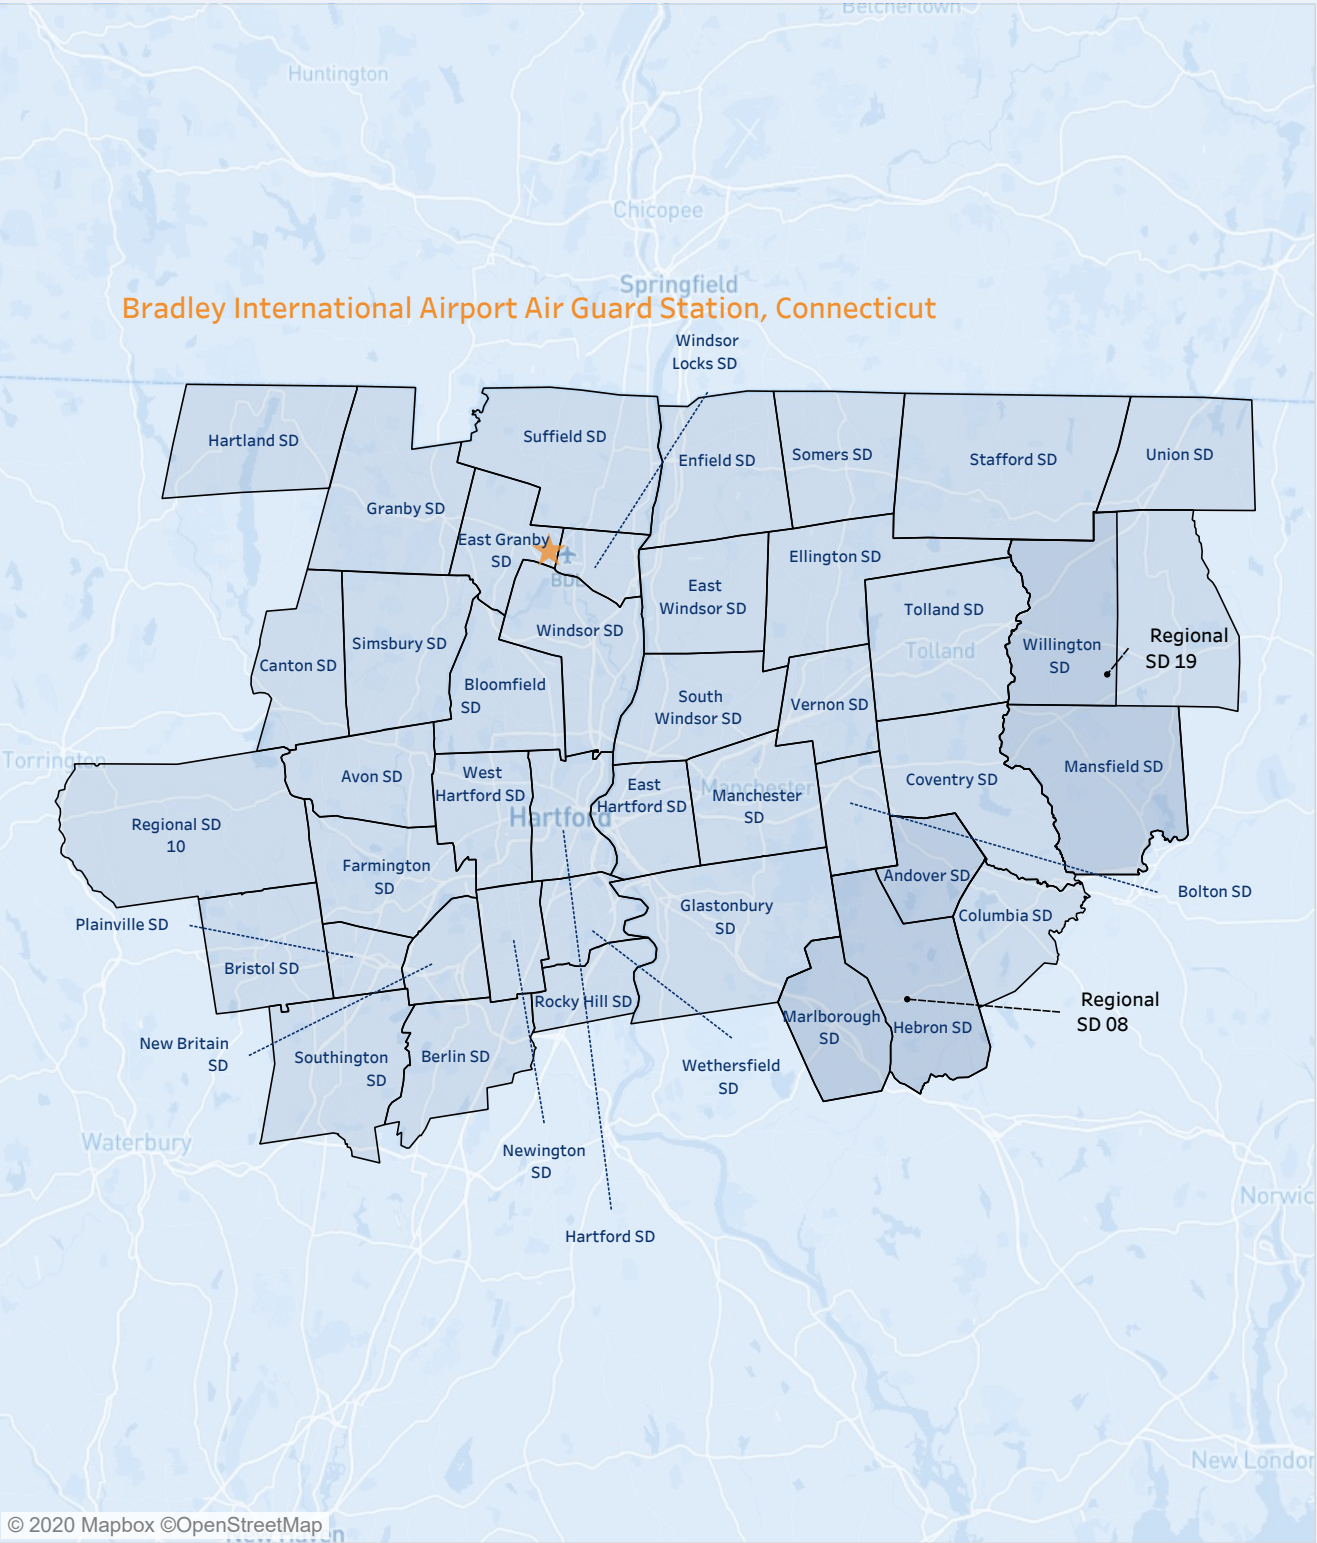 Belchertown
Huntington
Chicopee
Springfield
Bradley International Airport Air Guard Station, Connecticut
Windsor
Locks SD
Hartland SD
Suffield SD
Enfield SD
Somers SD
Stafford SD
Union SD
Granby SD
East Granby
SD
BDL
Ellington SD
East
Windsor SD
Tolland SD
Tolland
Windsor SD
Simsbury SD
Canton SD
Willington
SD
Regional
SD 19
Bloomfield
SD
South
Windsor SD
Vernon SD
Torrington
Avon SD
West
Hartford SD
East
Hartford SD
Hartford
Manchester
Manchester
SD
Coventry SD
Mansfield SD
Regional SD
10
Farmington
SD
Andover SD
Bolton SD
Plainville SD
Glastonbury
SD
Columbia SD
Bristol SD
Rocky Hill SD
Regional
SD 08
Marlborough
SD
Hebron SD
New Britain
SD
Southington
SD
Berlin SD
Wethersfield
SD
Waterbury
Newington
SD
Norwic
Hartford SD
New London
© 2020 Mapbox ©OpenStreetMap
New Haven